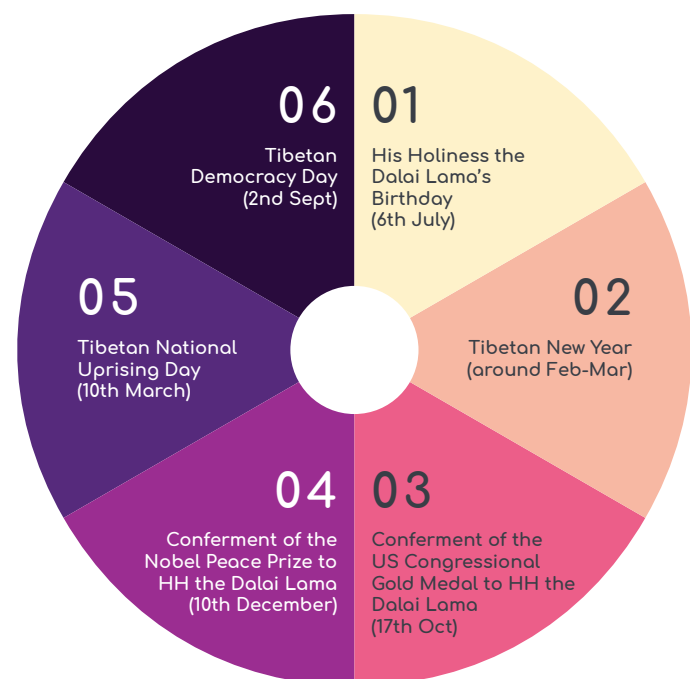 01
His Holiness the
Dalai Lama’s
Birthday
(6th July)
02
Tibetan New Year
(around Feb-Mar)
03
Conferment of the
US Congressional
Gold Medal to HH the
Dalai Lama
(17th Oct)
04
Conferment of the
Nobel Peace Prize to
HH the Dalai Lama
(10th December)
05
Tibetan National
Uprising Day
(10th March)
06
Tibetan
Democracy Day
(2nd Sept)